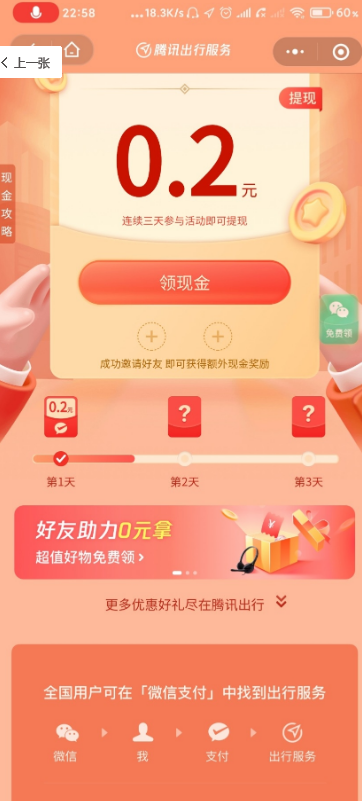 22:58
...18.3K/s
60%
腾讯出行服务
上一张
提现
现金攻略
0.2元
连续三天参与活动即可提现
领现金
免费领
成功邀请好友 即可获得额外现金奖励
0.2元
?
?
第1天
第2天
第3天
好友助力0元拿
超值好物免费领 >
更多优惠好礼尽在腾讯出行
全国用户可在「微信支付」中找到出行服务
微信
我
支付
出行服务